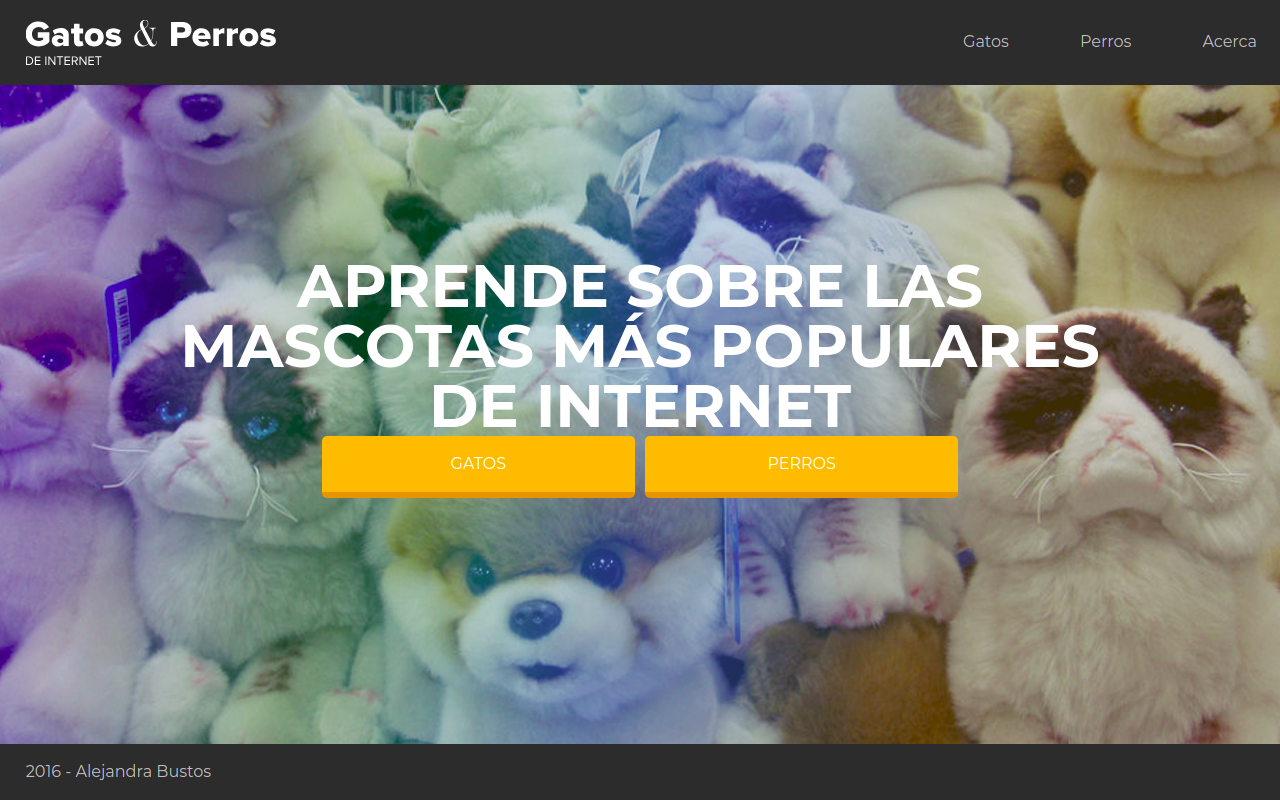 Gatos & Perros
DE INTERNET
Gatos
Perros
Acerca
APRENDE SOBRE LAS
MASCOTAS MÁS POPULARES
DE INTERNET
GATOS
PERROS
2016 - Alejandra Bustos